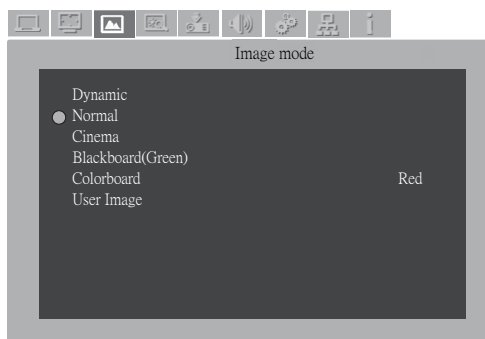 Image mode
Dynamic
Normal
Cinema
Blackboard(Green)
Colorboard Red
User Image